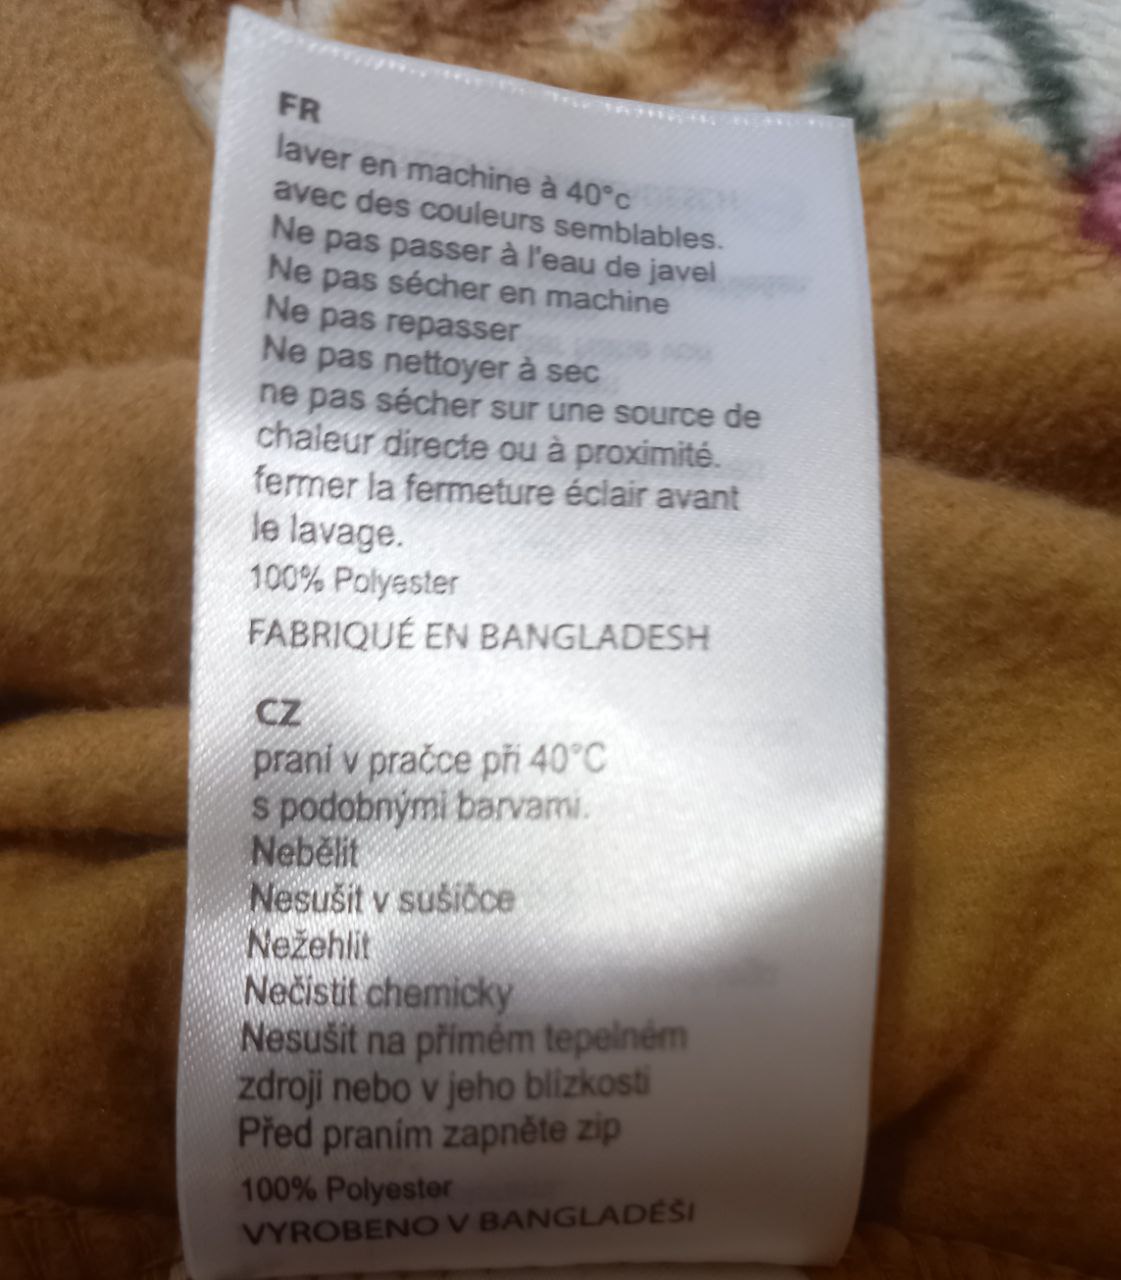 FR
laver en machine à 40°c
avec des couleurs semblables.
Ne pas passer à l'eau de javel
Ne pas sécher en machine
Ne pas repasser
Ne pas nettoyer à sec
ne pas sécher sur une source de
chaleur directe ou à proximité.
fermer la fermeture éclair avant
le lavage.
100% Polyester
FABRIQUÉ EN BANGLADESH
CZ
praní v pračce při 40°C
s podobnými barvami.
Nebělit
Nesušit v sušičce
Nežehlit
Nečistit chemicky
Nesušit na přímém tepelném
zdroji nebo v jeho blízkosti
Před praním zapněte zip
100% Polyester
VYROBENO V BANGLADÉŠI